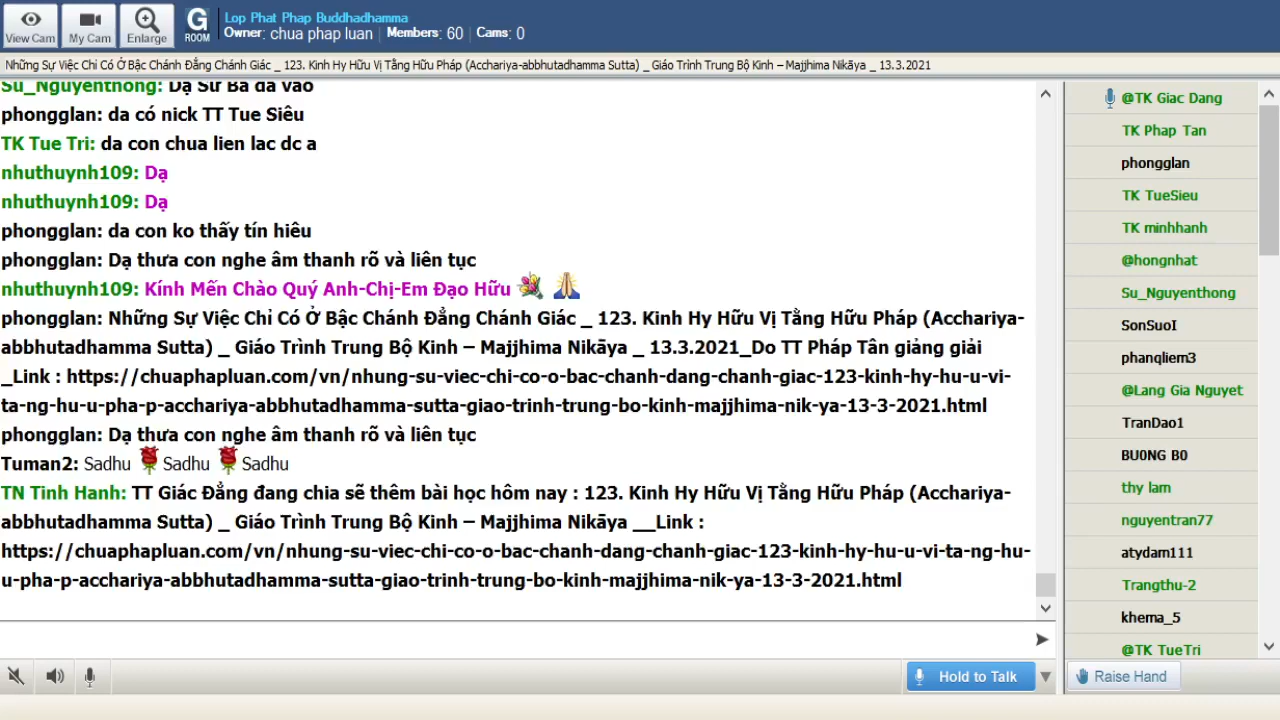 View Cam
My Cam
Enlarge
G
ROOM
Lop Phat Phap Buddhadhamma
Owner: chua phap luan Members: 60 Cams: 0
Những Sự Việc Chỉ Có Ở Bậc Chánh Đẳng Chánh Giác _ 123. Kinh Hy Hữu Vị Tằng Hữu Pháp (Acchariya-abbhutadhamma Sutta) _ Giáo Trình Trung Bộ Kinh – Majjhima Nikāya _ 13.3.2021
Su_Nguyenthong: Dạ Sư Bà đã vào
phongglan: da có nick TT Tue Siêu
TK Tue Tri: da con chua lien lac dc a
nhuthuynh109: Dạ
nhuthuynh109: Dạ
phongglan: da con ko thấy tín hiêu
phongglan: Dạ thưa con nghe âm thanh rõ và liên tục
nhuthuynh109: Kính Mến Chào Quý Anh-Chị-Em Đạo Hữu
phongglan: Những Sự Việc Chỉ Có Ở Bậc Chánh Đẳng Chánh Giác _ 123. Kinh Hy Hữu Vị Tằng Hữu Pháp (Acchariya-
abbhutadhamma Sutta) _ Giáo Trình Trung Bộ Kinh – Majjhima Nikāya _ 13.3.2021_Do TT Pháp Tân giảng giải
_Link : https://chuaphapluan.com/vn/nhung-su-viec-chi-co-o-bac-chanh-dang-chanh-giac-123-kinh-hy-hu-u-vi-
ta-ng-hu-u-pha-p-acchariya-abbhutadhamma-sutta-giao-trinh-trung-bo-kinh-majjhima-nik-ya-13-3-2021.html
phongglan: Dạ thưa con nghe âm thanh rõ và liên tục
Tuman2: Sadhu Sadhu Sadhu
TN Tinh Hanh: TT Giác Đẳng đang chia sẽ thêm bài học hôm nay : 123. Kinh Hy Hữu Vị Tằng Hữu Pháp (Acchariya-
abbhutadhamma Sutta) _ Giáo Trình Trung Bộ Kinh – Majjhima Nikāya __Link :
https://chuaphapluan.com/vn/nhung-su-viec-chi-co-o-bac-chanh-dang-chanh-giac-123-kinh-hy-hu-u-vi-ta-ng-hu-
u-pha-p-acchariya-abbhutadhamma-sutta-giao-trinh-trung-bo-kinh-majjhima-nik-ya-13-3-2021.html
Hold to Talk
@TK Giac Dang
TK Phap Tan
phongglan
TK TueSieu
TK minhhanh
@hongnhat
Su_Nguyenthong
SonSuoI
phanqliem3
@Lang Gia Nguyet
TranDao1
BU0NG B0
thy lam
nguyentran77
atydam111
Trangthu-2
khema_5
@TK TueTri
Raise Hand